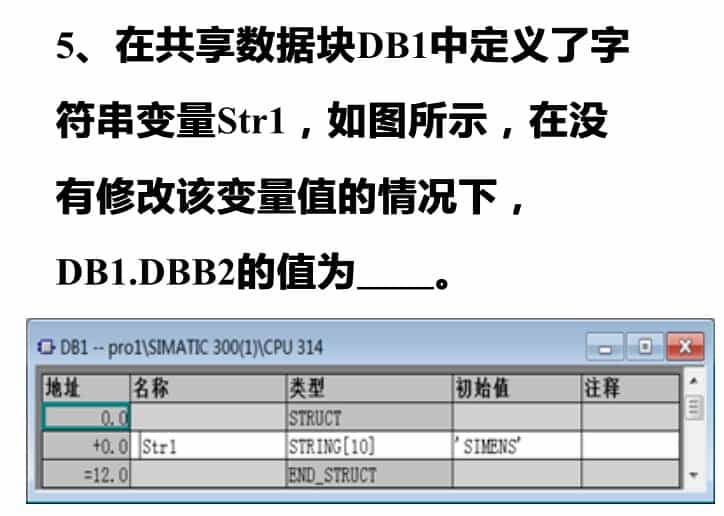 5、在共享数据块DB1中定义了字
符串变量Str1，如图所示，在没
有修改该变量值的情况下，
DB1.DBB2的值为____。
DB1 -- pro1\SIMATIC 300(1)\CPU 314
地址 名称 类型 初始值 注释
0.0 STRUCT
+0.0 Str1 STRING[10] 'SIMENS'
=12.0 END_STRUCT